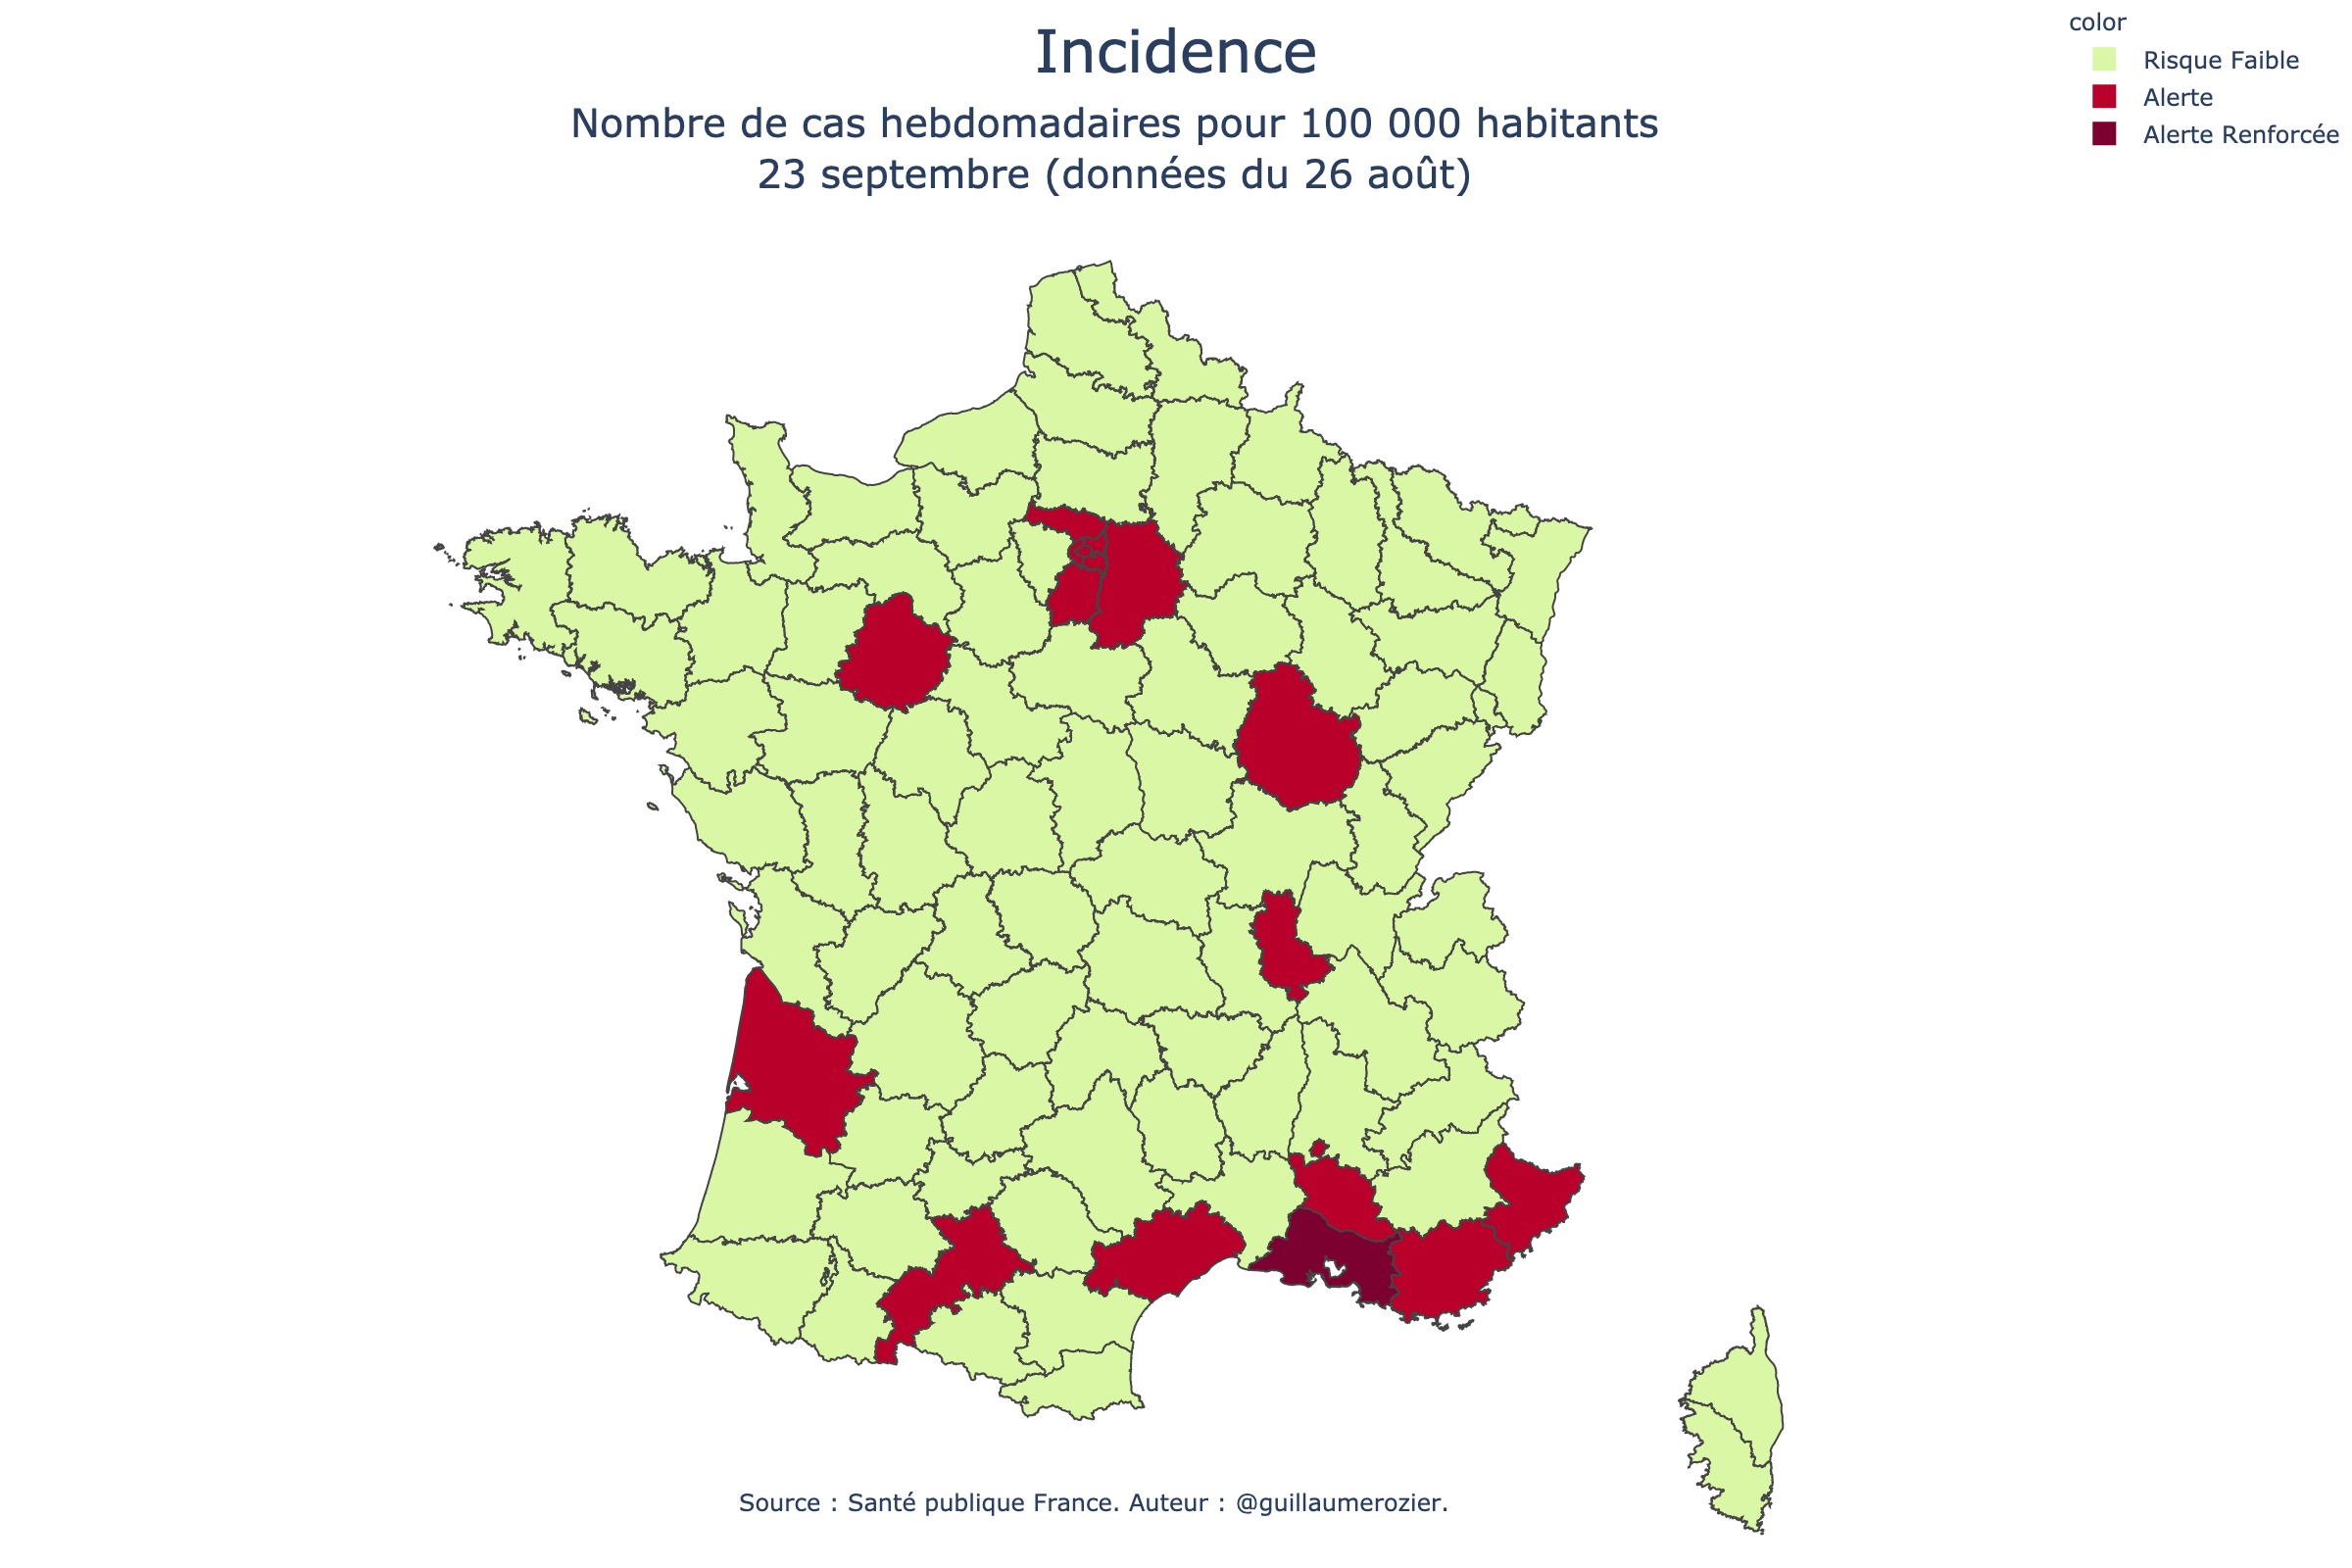 Incidence
Nombre de cas hebdomadaires pour 100 000 habitants
23 septembre (données du 26 août)
color
Risque Faible
Alerte
Alerte Renforcée
Source : Santé publique France. Auteur : @guillaumerozier.